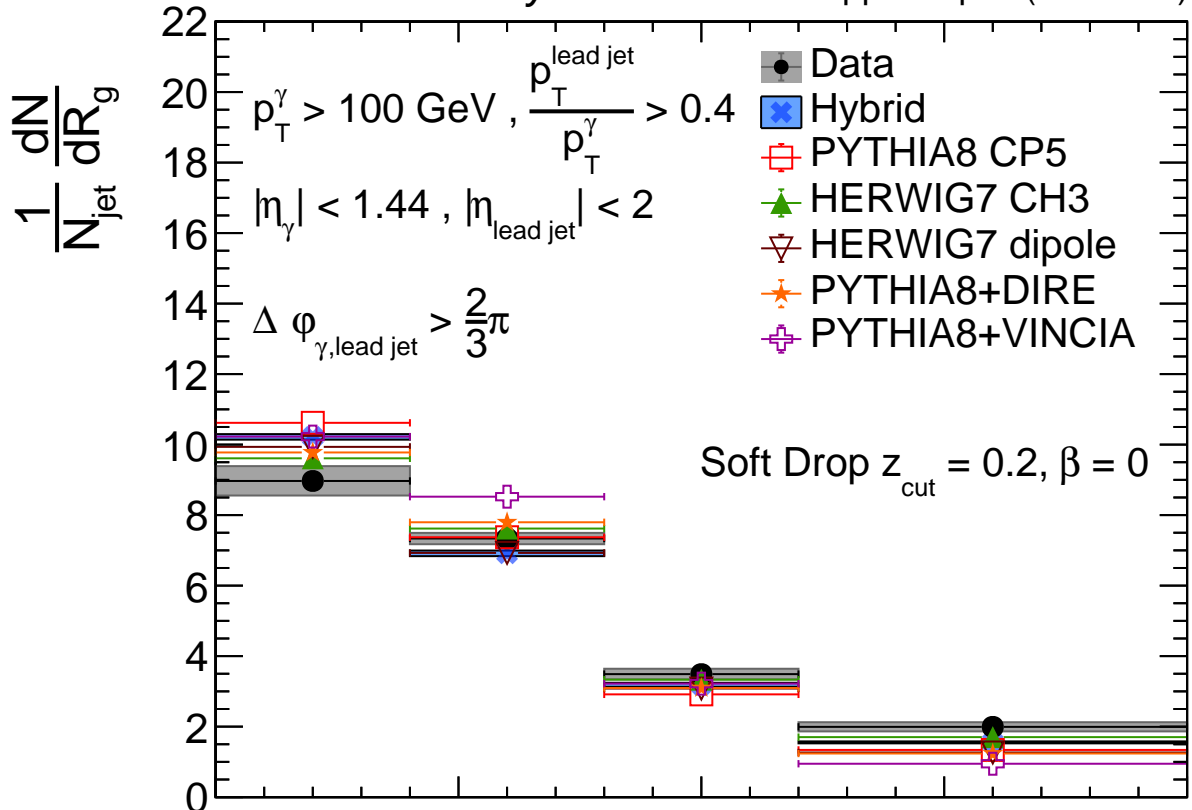 22
20
18
16
14
12
10
8
6
4
2
0
1/N_jet dN/dR_g
p_T^γ > 100 GeV , p_T^lead jet / p_T^γ > 0.4
|η_γ| < 1.44 , |η_lead jet| < 2
Δ φ_γ,lead jet > 2/3 π
Data
Hybrid
PYTHIA8 CP5
HERWIG7 CH3
HERWIG7 dipole
PYTHIA8+DIRE
PYTHIA8+VINCIA
Soft Drop z_cut = 0.2, β = 0